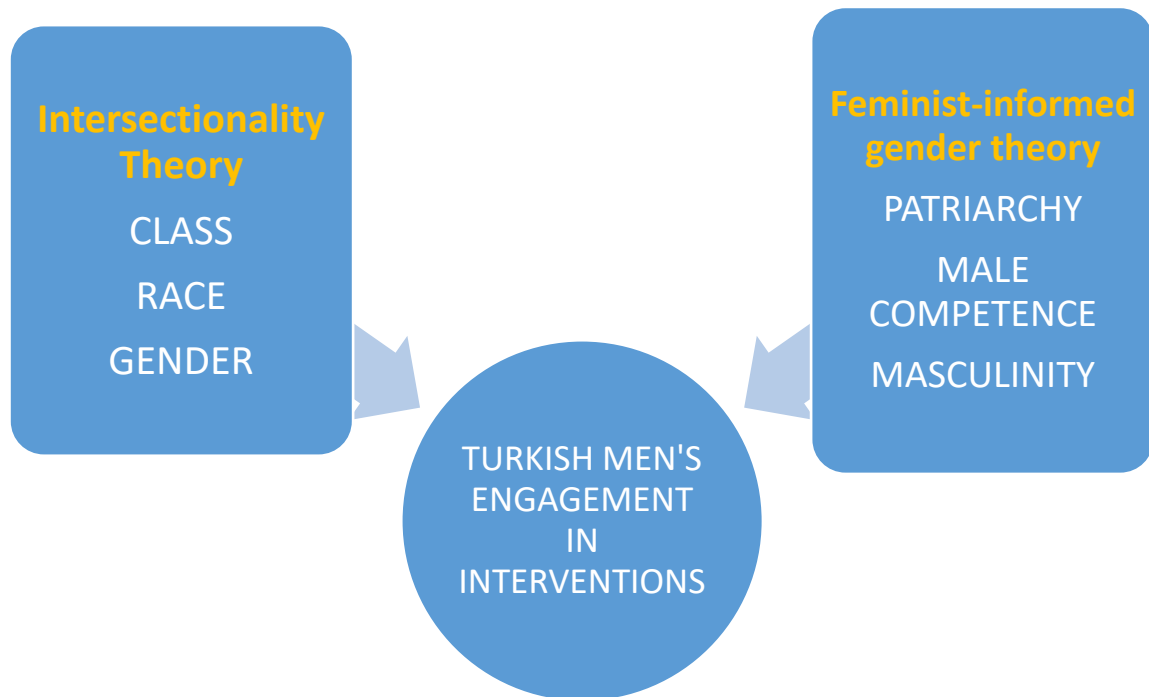 Intersectionality
Theory
CLASS
RACE
GENDER
Feminist-informed
gender theory
PATRIARCHY
MALE
COMPETENCE
MASCULINITY
TURKISH MEN'S
ENGAGEMENT
IN
INTERVENTIONS